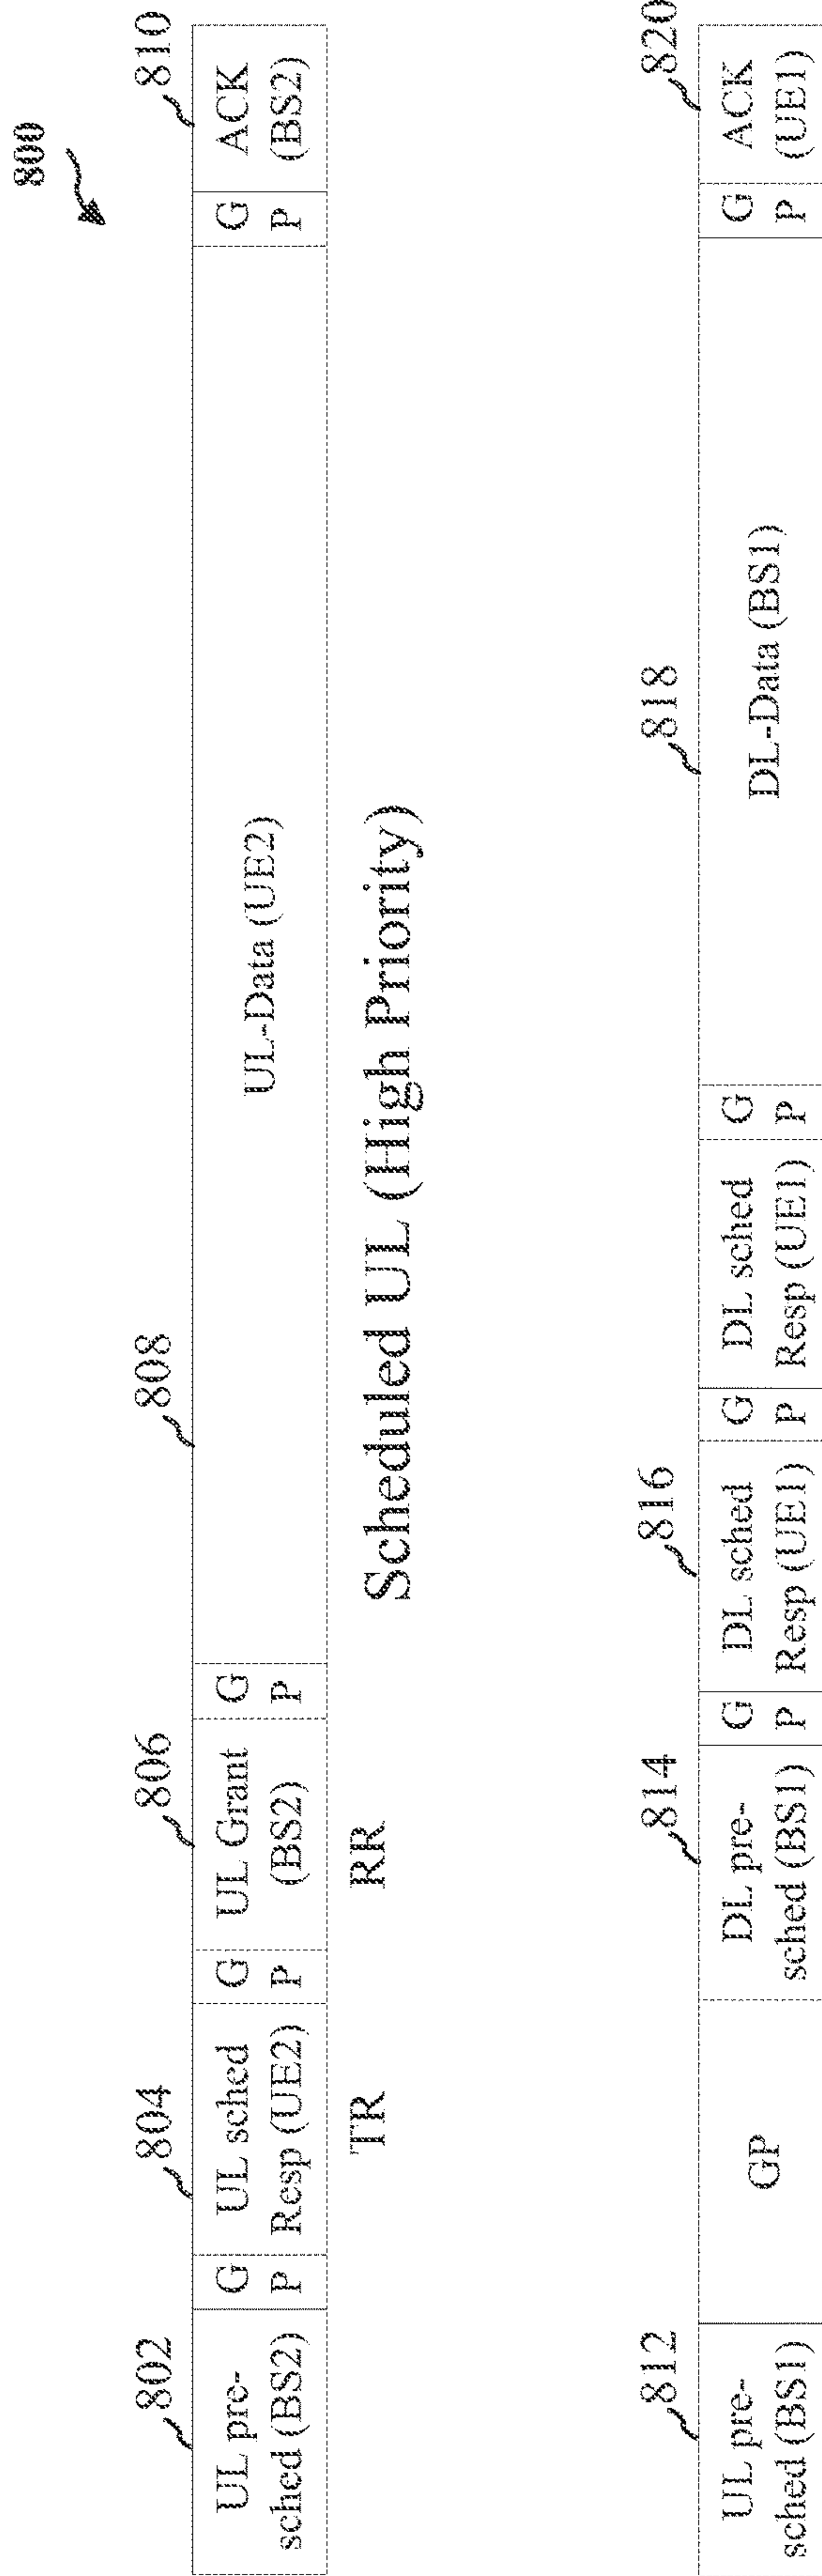 800
802
804
806
808
810
UL pre-
sched (BS2)
G
P
UL sched
Resp (UE2)
G
P
UL Grant
(BS2)
G
P
UL-Data (UE2)
G
P
ACK
(BS2)
TR
RR
Scheduled UL (High Priority)
812
814
816
818
820
UL pre-
sched (BS1)
GP
DL pre-
sched (BS1)
G
P
DL sched
Resp (UE1)
G
P
DL sched
Resp (UE1)
G
P
DL-Data (BS1)
G
P
ACK
(UE1)